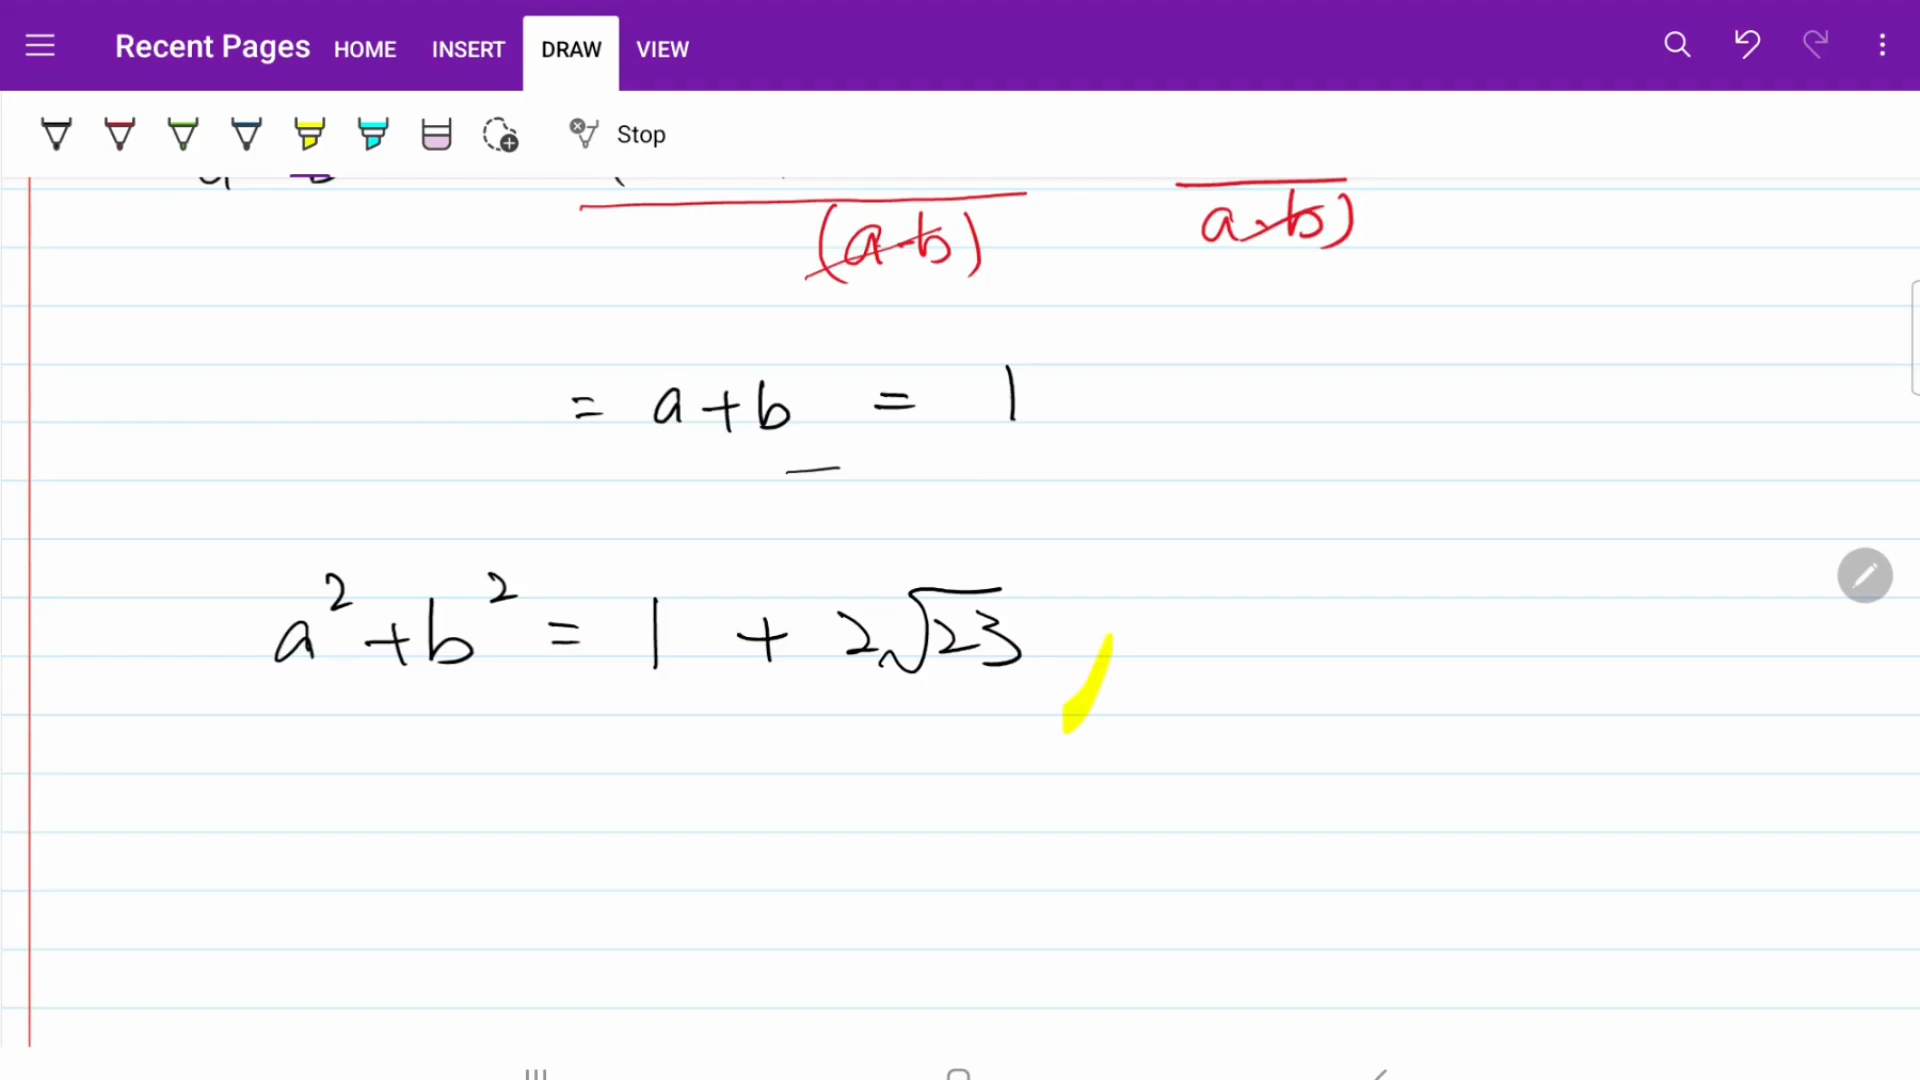 Recent Pages HOME INSERT DRAW VIEW
Stop
(a-b) a-b)
= a+b = 1
a² + b² = 1 + 2√23